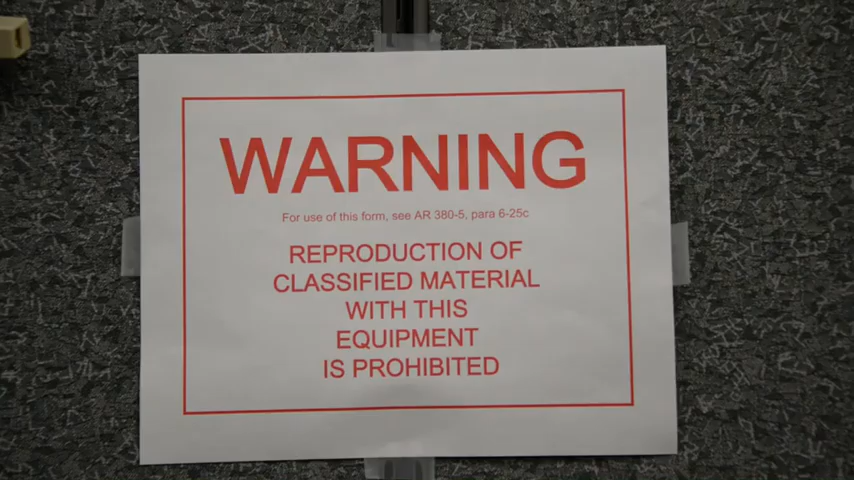 WARNING
For use of this form, see AR 380-5, para 6-25c
REPRODUCTION OF
CLASSIFIED MATERIAL
WITH THIS
EQUIPMENT
IS PROHIBITED